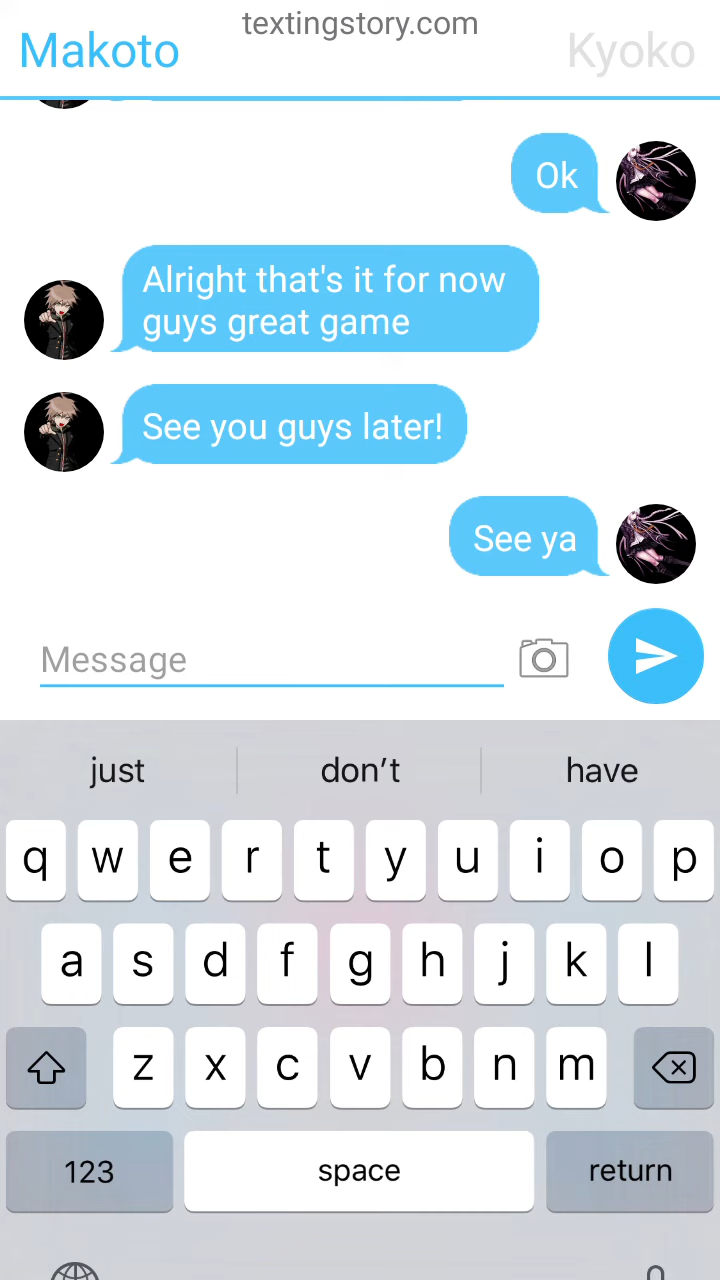 textingstory.com
Makoto Kyoko
Ok
Alright that's it for now
guys great game
See you guys later!
See ya
Message
just don't have
q w e r t y u i o p
a s d f g h j k l
z x c v b n m
123 space return